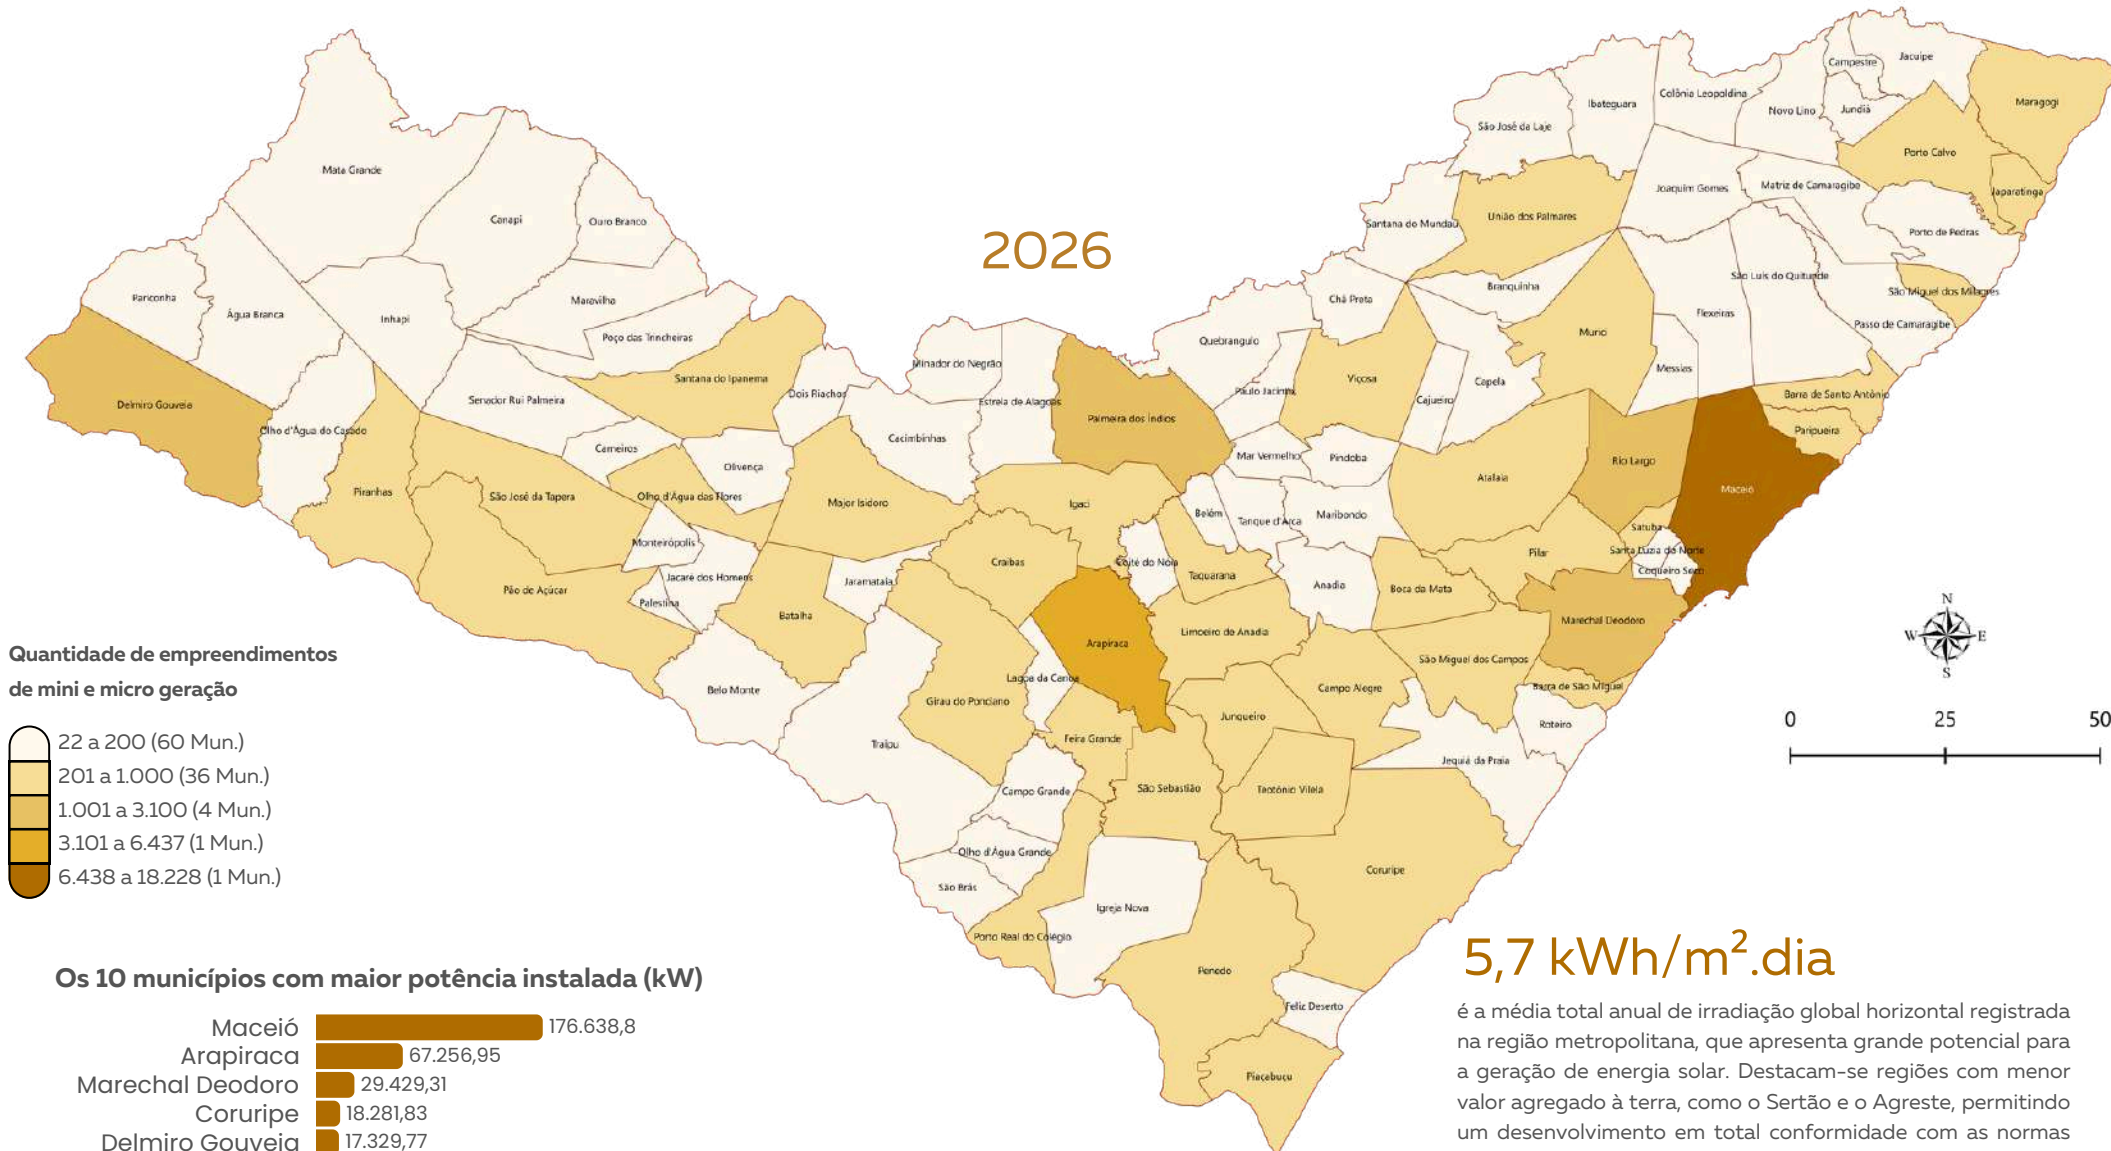 2026
Jacuípe
Campestre
Maragogi
Colônia Leopoldina
Ibateguara
Novo Lino
Jundiá
São José da Laje
Porto Calvo
Mata Grande
Joaquim Gomes
Matriz de Camaragibe
Japaratinga
Canapi
Ouro Branco
União dos Palmares
Santana do Mundaú
Porto de Pedras
São Luís do Quitunde
Branquinha
São Miguel dos Milagres
Pariconha
Maravilha
Chã Preta
Água Branca
Inhapi
Flexeiras
Passo de Camaragibe
Murici
Poço das Trincheiras
Quebrangulo
Minador do Negrão
Messias
Santana do Ipanema
Viçosa
Capela
Dois Riachos
Paulo Jacinto
Barra de Santo Antônio
Senador Rui Palmeira
Estrela de Alagoas
Cajueiro
Delmiro Gouveia
Palmeira dos Índios
Olho d'Água do Casado
Paripueira
Cacimbinhas
Carneiros
Mar Vermelho
Pindoba
Rio Largo
Olivença
Atalaia
Maceió
Piranhas
São José da Tapera
Olho d'Água das Flores
Major Isidoro
Igaci
Belém
Tanque d'Arca
Maribondo
Satuba
Monteirópolis
Santa Luzia do Norte
Pilar
Craíbas
Coité do Nóia
Coqueiro Seco
Taquarana
Jacaré dos Homens
Jaramataia
Anadia
Boca da Mata
Pão de Açúcar
Palestina
Batalha
Marechal Deodoro
Limoeiro de Anadia
Arapiraca
São Miguel dos Campos
Lagoa da Canoa
Belo Monte
Campo Alegre
Barra de São Miguel
Girau do Ponciano
Junqueiro
Roteiro
Feira Grande
Traipu
Jequiá da Praia
São Sebastião
Teotônio Vilela
Campo Grande
Olho d'Água Grande
Coruripe
São Brás
Igreja Nova
Porto Real do Colégio
Penedo
Feliz Deserto
Piaçabuçu
N
W E
S
0 25 50
Quantidade de empreendimentos
de mini e micro geração
22 a 200 (60 Mun.)
201 a 1.000 (36 Mun.)
1.001 a 3.100 (4 Mun.)
3.101 a 6.437 (1 Mun.)
6.438 a 18.228 (1 Mun.)
Os 10 municípios com maior potência instalada (kW)
Maceió 176.638,8
Arapiraca 67.256,95
Marechal Deodoro 29.429,31
Coruripe 18.281,83
Delmiro Gouveia 17.329,77
5,7 kWh/m².dia
é a média total anual de irradiação global horizontal registrada
na região metropolitana, que apresenta grande potencial para
a geração de energia solar. Destacam-se regiões com menor
valor agregado à terra, como o Sertão e o Agreste, permitindo
um desenvolvimento em total conformidade com as normas